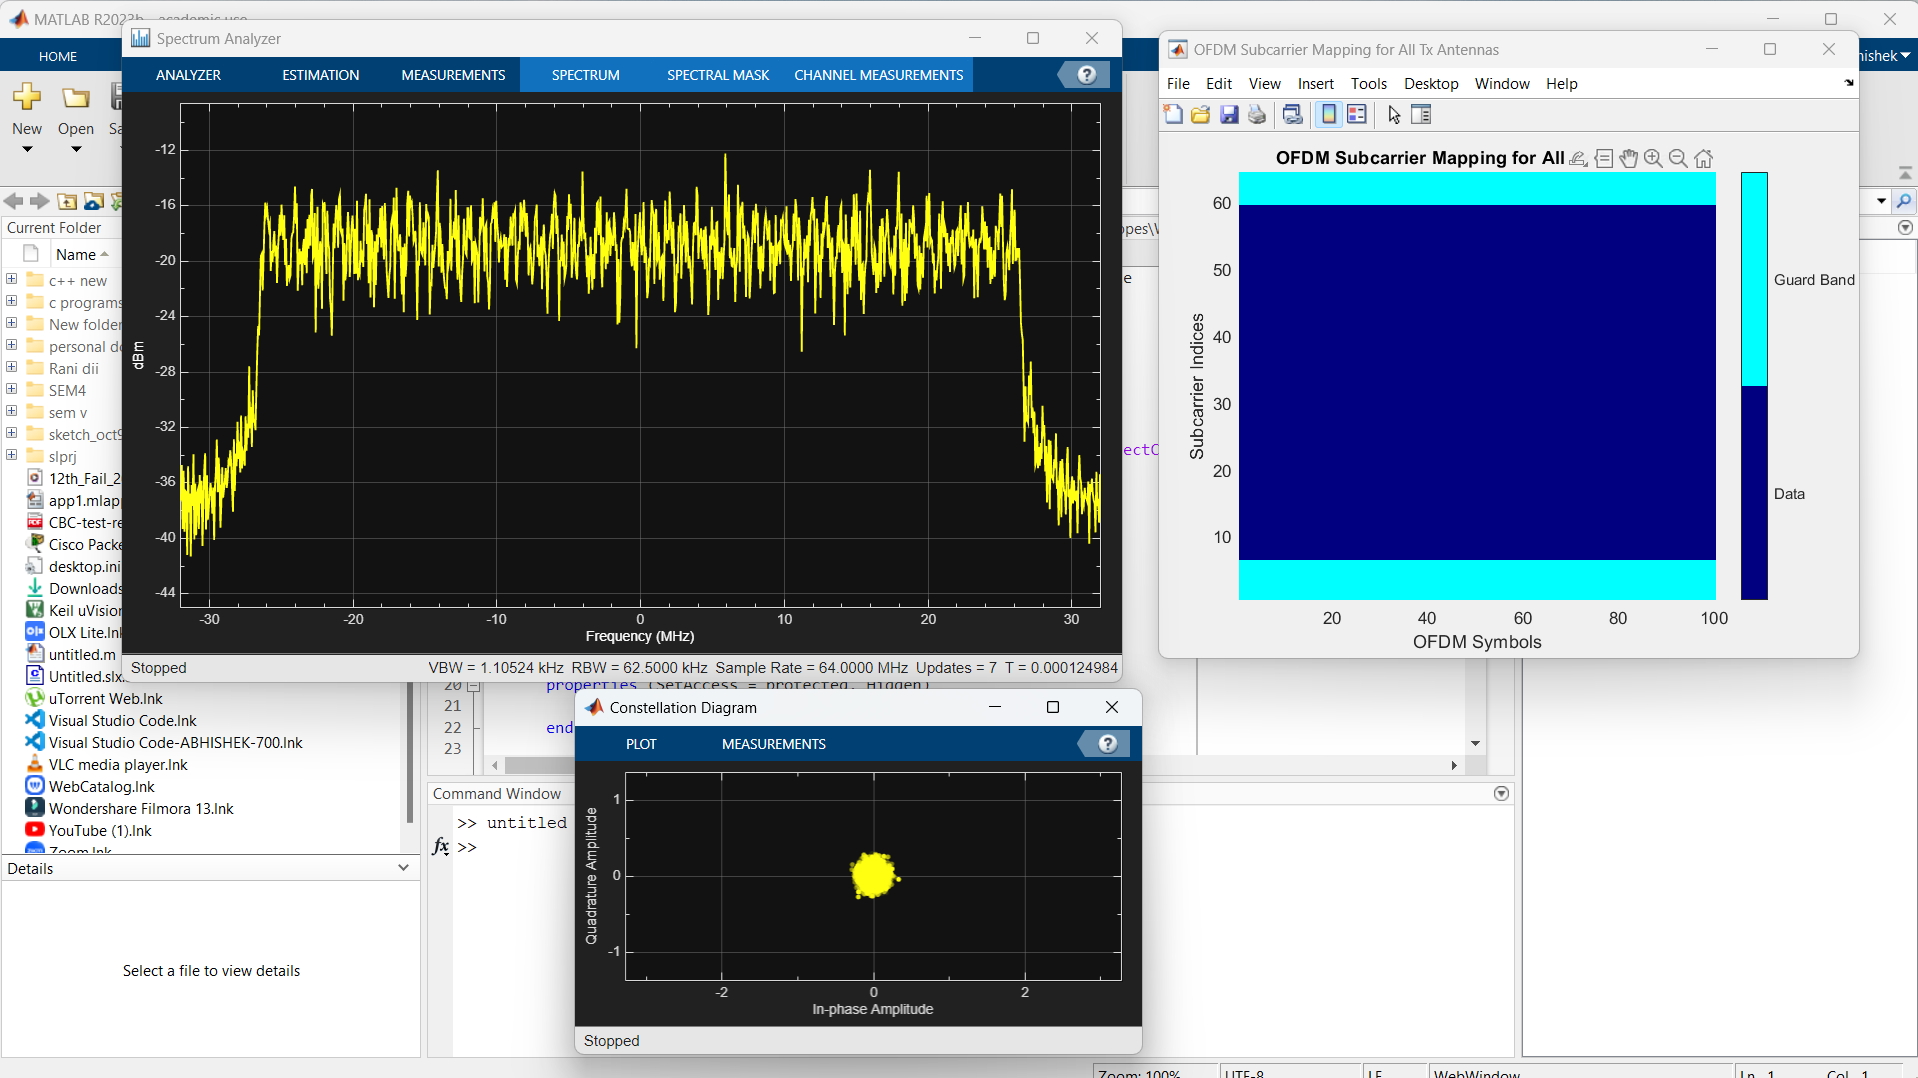 MATLAB R2023b - academic use
HOME
New
Open
Current Folder
Name
c++ new
c programs
New folder
Rani dii
SEM4
sem v
sketch_oct9
slprj
12th_Fail_2
app1.mlapp
CBC-test-re
Cisco Packe
desktop.ini
Downloads
Keil uVision
OLX Lite.lnk
untitled.m
Untitled.slx
uTorrent Web.lnk
Visual Studio Code.lnk
Visual Studio Code-ABHISHEK-700.lnk
VLC media player.lnk
WebCatalog.lnk
Wondershare Filmora 13.lnk
YouTube (1).lnk
Zoom.lnk
Details
Select a file to view details
Spectrum Analyzer
ANALYZER ESTIMATION MEASUREMENTS SPECTRUM SPECTRAL MASK CHANNEL MEASUREMENTS
?
dBm
-12
-16
-20
-24
-28
-32
-36
-40
-44
-30 -20 -10 0 10 20 30
Frequency (MHz)
Stopped
VBW = 1.10524 kHz RBW = 62.5000 kHz Sample Rate = 64.0000 MHz Updates = 7 T = 0.000124984
20 properties (SetAccess = protected, Hidden)
21
22 end
23
Command Window
>> untitled
fx >>
Constellation Diagram
PLOT MEASUREMENTS
?
Quadrature Amplitude
1
0
-1
-2 0 2
In-phase Amplitude
Stopped
OFDM Subcarrier Mapping for All Tx Antennas
File Edit View Insert Tools Desktop Window Help
OFDM Subcarrier Mapping for All
Subcarrier Indices
60
50
40
30
20
10
20 40 60 80 100
OFDM Symbols
Guard Band
Data
Zoom: 100% UTF-8 LF WebWindow Ln 1 Col 1